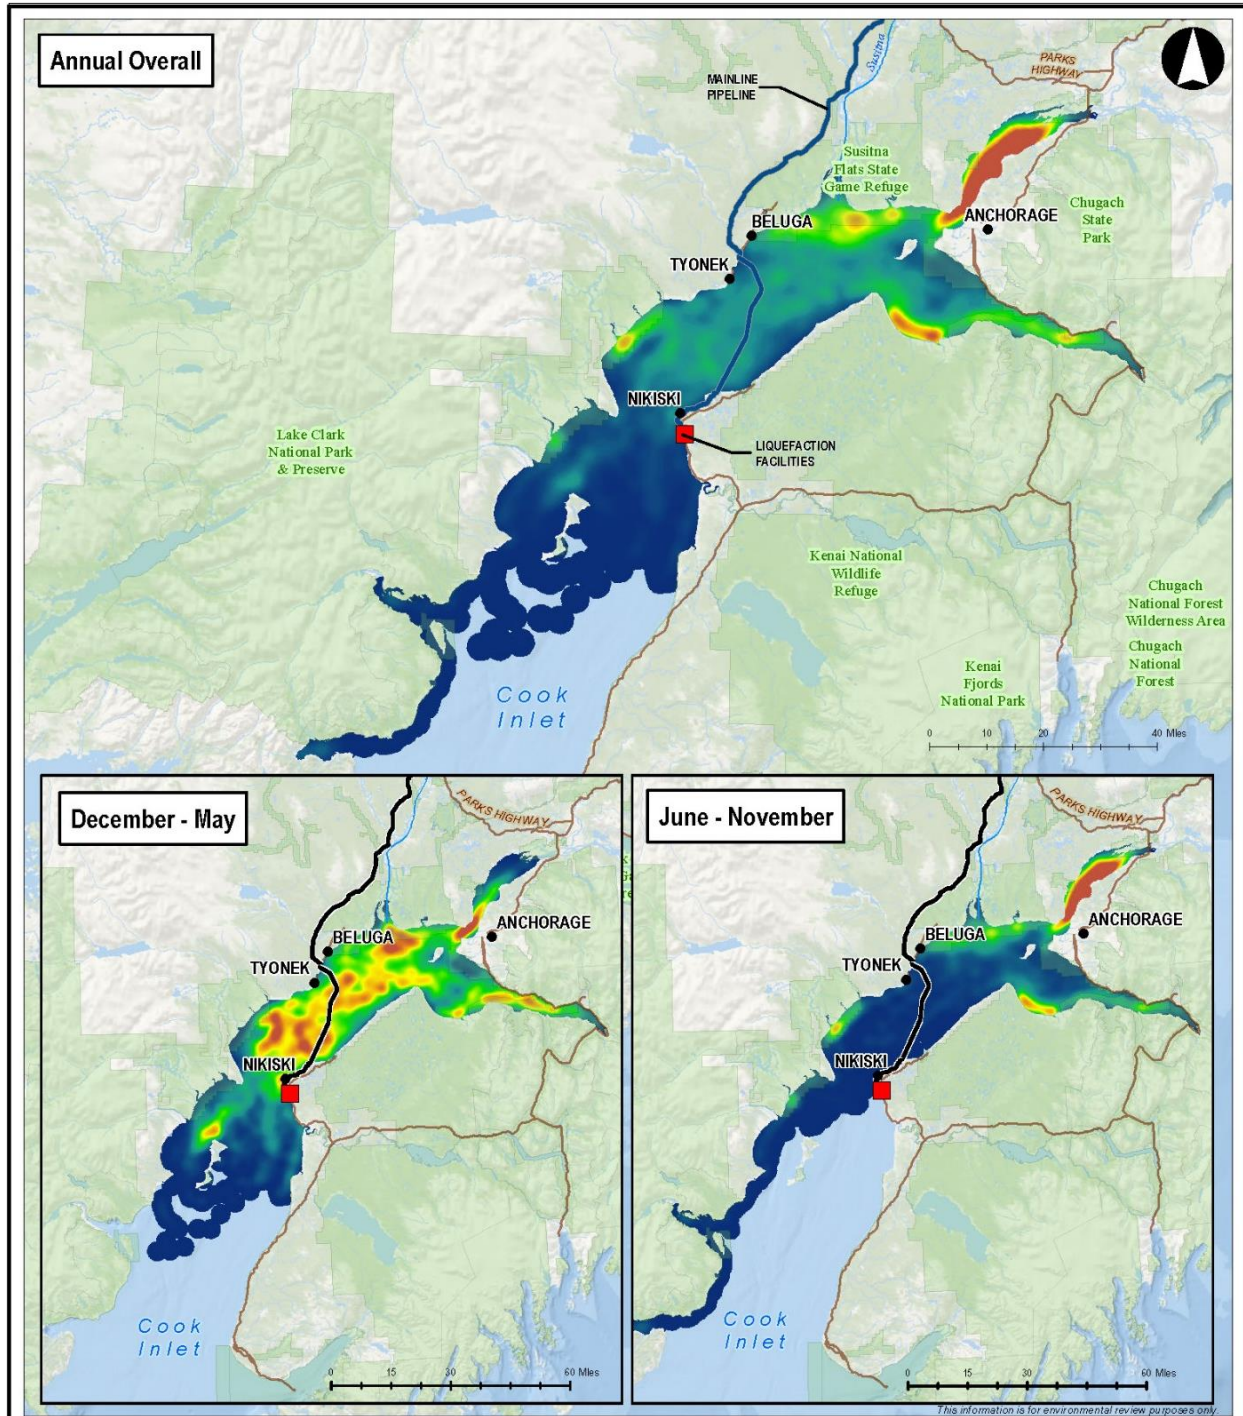 Annual Overall
MAINLINE
PIPELINE
Susitna
PARKS
HIGHWAY
Susitna
Flats State
Game Refuge
Chugach
State
Park
ANCHORAGE
BELUGA
TYONEK
NIKISKI
LIQUEFACTION
FACILITIES
Lake Clark
National Park
& Preserve
Kenai National
Wildlife
Refuge
Chugach
National Forest
Wilderness Area
Chugach
National
Forest
Kenai
Fjords
National Park
Cook
Inlet
0 10 20 40 Miles
December - May
PARKS HIGHWAY
ANCHORAGE
BELUGA
TYONEK
NIKISKI
Cook
Inlet
0 15 30 60 Miles
June - November
PARKS HIGHWAY
ANCHORAGE
BELUGA
TYONEK
NIKISKI
Cook
Inlet
0 15 30 60 Miles
This information is for environmental review purposes only.